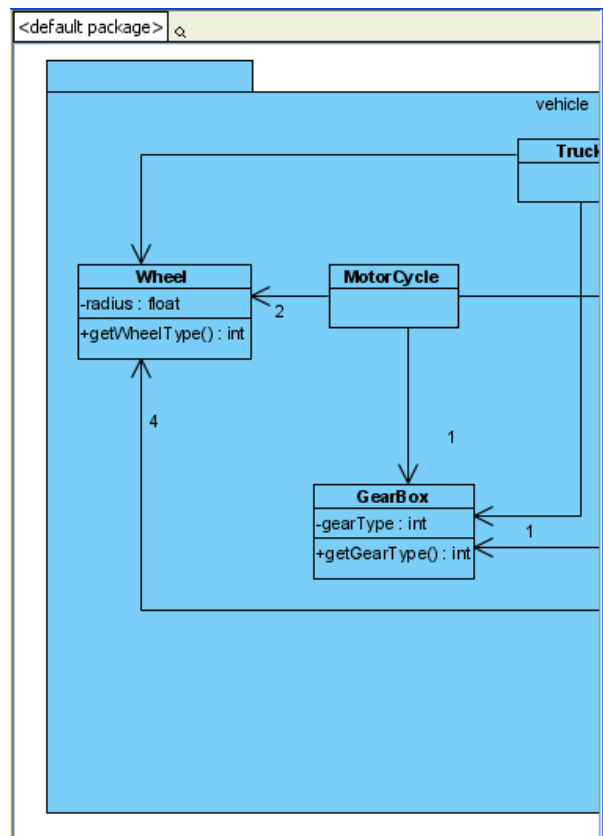 <default package>
vehicle
Truck
Wheel
-radius : float
+getWheelType() : int
2
MotorCycle
4
1
GearBox
-gearType : int
+getGearType() : int
1